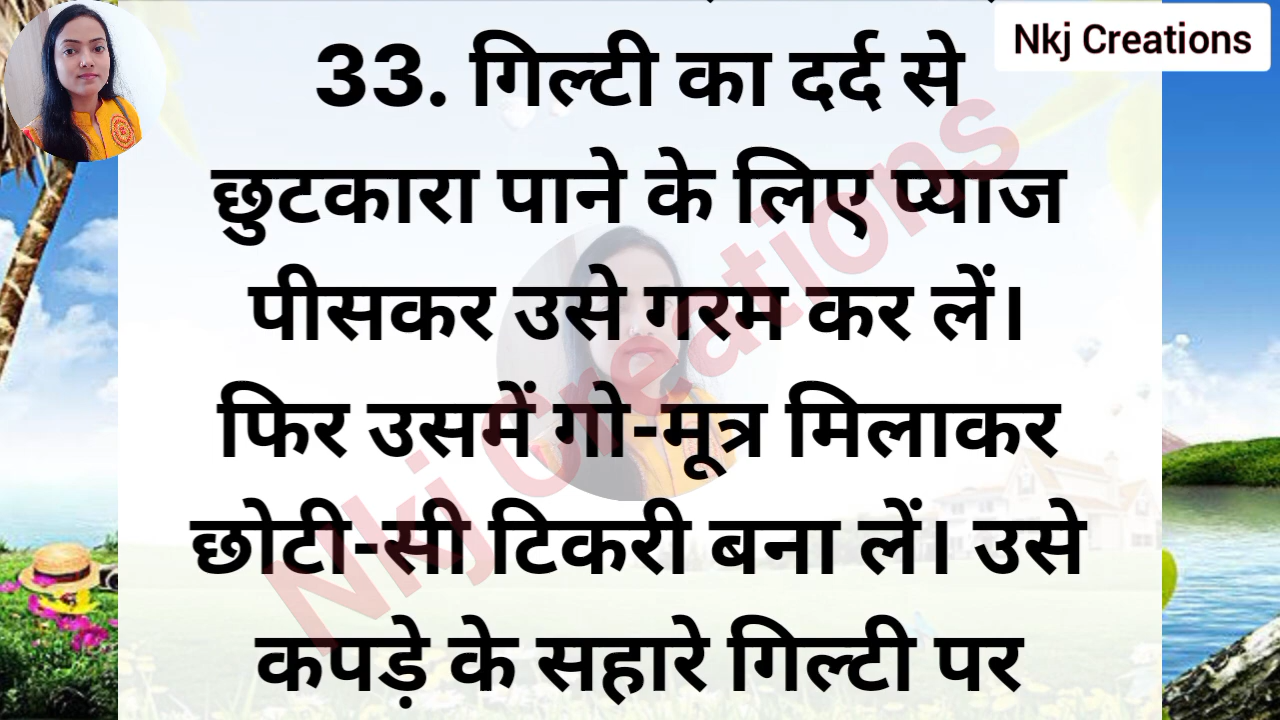 Nkj Creations
33. गिल्टी का दर्द से
छुटकारा पाने के लिए प्याज
पीसकर उसे गरम कर लें।
फिर उसमें गो-मूत्र मिलाकर
छोटी-सी टिकरी बना लें। उसे
कपड़े के सहारे गिल्टी पर
Nkj Creations